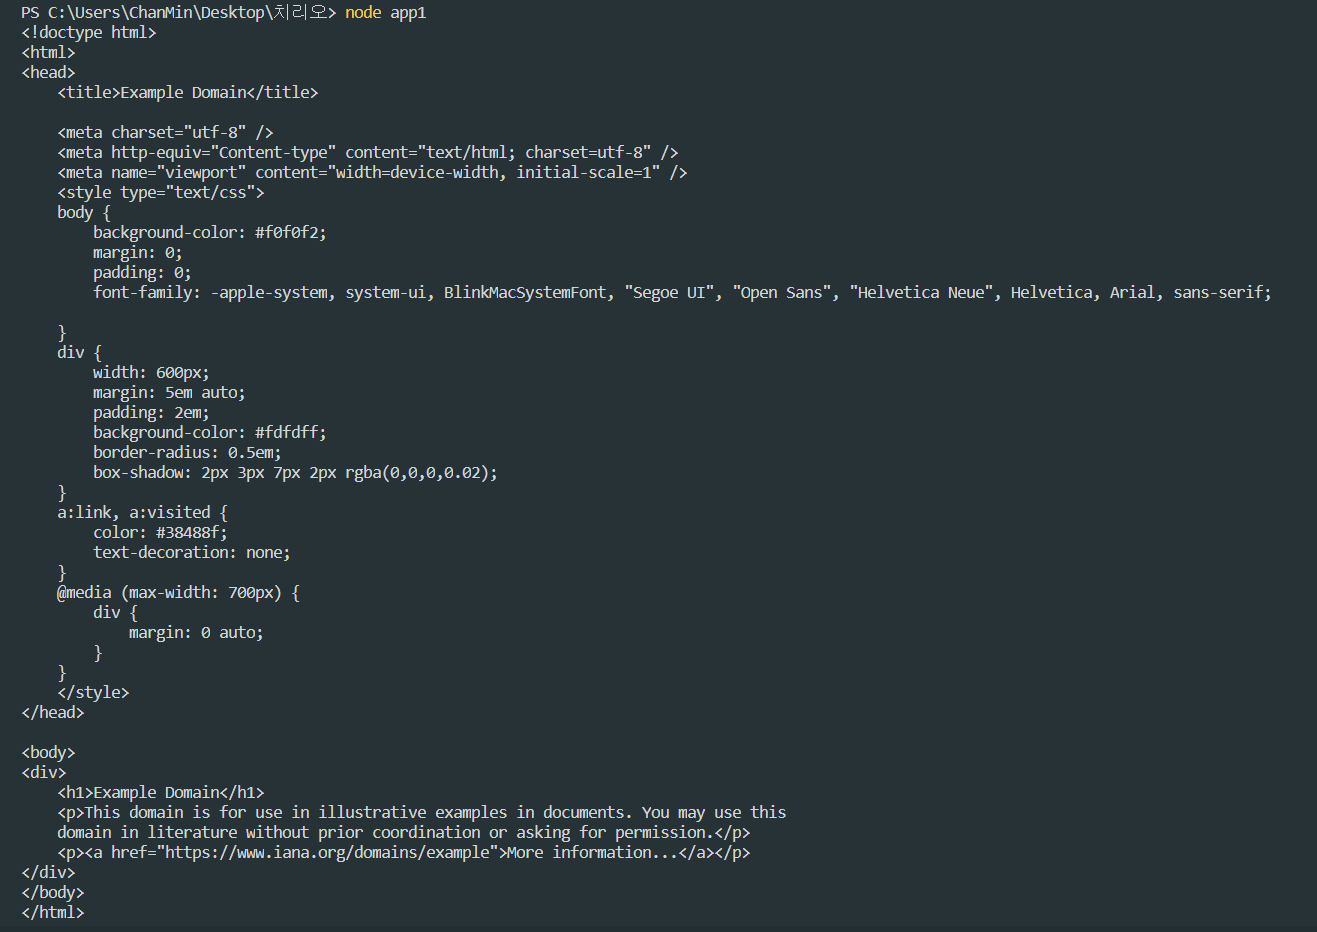 PS C:\Users\ChanMin\Desktop\치리오> node app1
<!doctype html>
<html>
<head>
    <title>Example Domain</title>

    <meta charset="utf-8" />
    <meta http-equiv="Content-type" content="text/html; charset=utf-8" />
    <meta name="viewport" content="width=device-width, initial-scale=1" />
    <style type="text/css">
    body {
        background-color: #f0f0f2;
        margin: 0;
        padding: 0;
        font-family: -apple-system, system-ui, BlinkMacSystemFont, "Segoe UI", "Open Sans", "Helvetica Neue", Helvetica, Arial, sans-serif;

    }
    div {
        width: 600px;
        margin: 5em auto;
        padding: 2em;
        background-color: #fdfdff;
        border-radius: 0.5em;
        box-shadow: 2px 3px 7px 2px rgba(0,0,0,0.02);
    }
    a:link, a:visited {
        color: #38488f;
        text-decoration: none;
    }
    @media (max-width: 700px) {
        div {
            margin: 0 auto;
        }
    }
    </style>
</head>

<body>
<div>
    <h1>Example Domain</h1>
    <p>This domain is for use in illustrative examples in documents. You may use this
    domain in literature without prior coordination or asking for permission.</p>
    <p><a href="https://www.iana.org/domains/example">More information...</a></p>
</div>
</body>
</html>